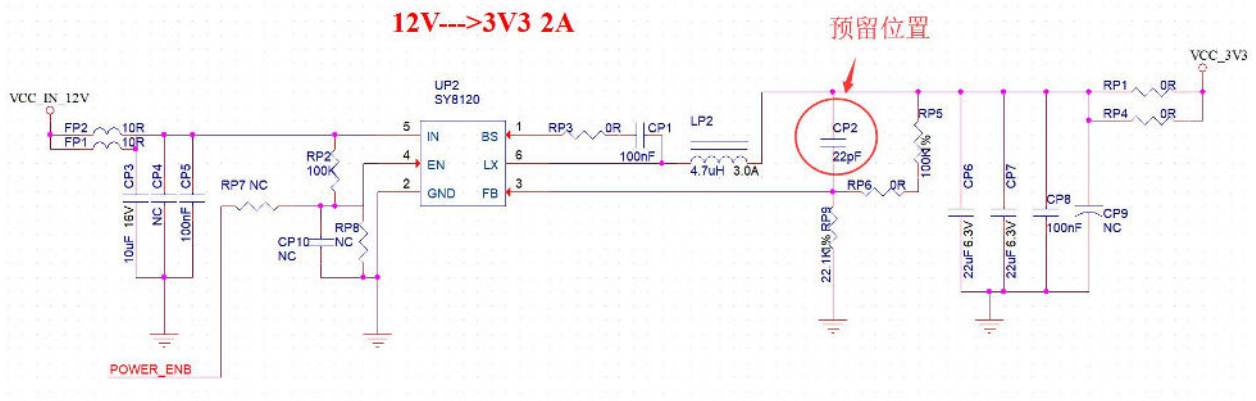 12V--->3V3 2A
预留位置
VCC_3V3
VCC_IN_12V
UP2
SY8120
RP1 0R
RP4 0R
FP2 10R
FP1 10R
5 IN BS 1
4 EN LX 6
2 GND FB 3
RP3 0R
CP1
100nF
LP2
4.7uH 3.0A
CP2
22pF
RP5
100K1%
RP6 0R
RP9
22.1K1%
CP3
10uF 16V
CP4
NC
CP5
100nF
RP2
100K
RP7 NC
RP8
NC
CP10
NC
CP6
22uF 6.3V
CP7
22uF 6.3V
CP8
100nF
CP9
NC
POWER_ENB